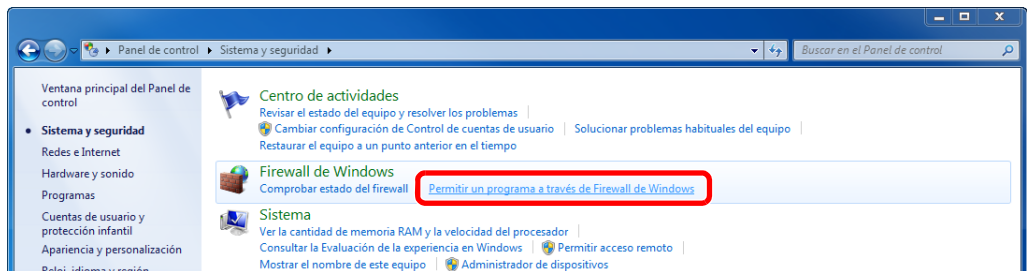 Panel de control ▸ Sistema y seguridad ▸
Buscar en el Panel de control
Ventana principal del Panel de
control
Sistema y seguridad
Redes e Internet
Hardware y sonido
Programas
Cuentas de usuario y
protección infantil
Apariencia y personalización
Reloj, idioma y región
Centro de actividades
Revisar el estado del equipo y resolver los problemas
Cambiar configuración de Control de cuentas de usuario
Solucionar problemas habituales del equipo
Restaurar el equipo a un punto anterior en el tiempo
Firewall de Windows
Comprobar estado del firewall
Permitir un programa a través de Firewall de Windows
Sistema
Ver la cantidad de memoria RAM y la velocidad del procesador
Consultar la Evaluación de la experiencia en Windows
Permitir acceso remoto
Mostrar el nombre de este equipo
Administrador de dispositivos